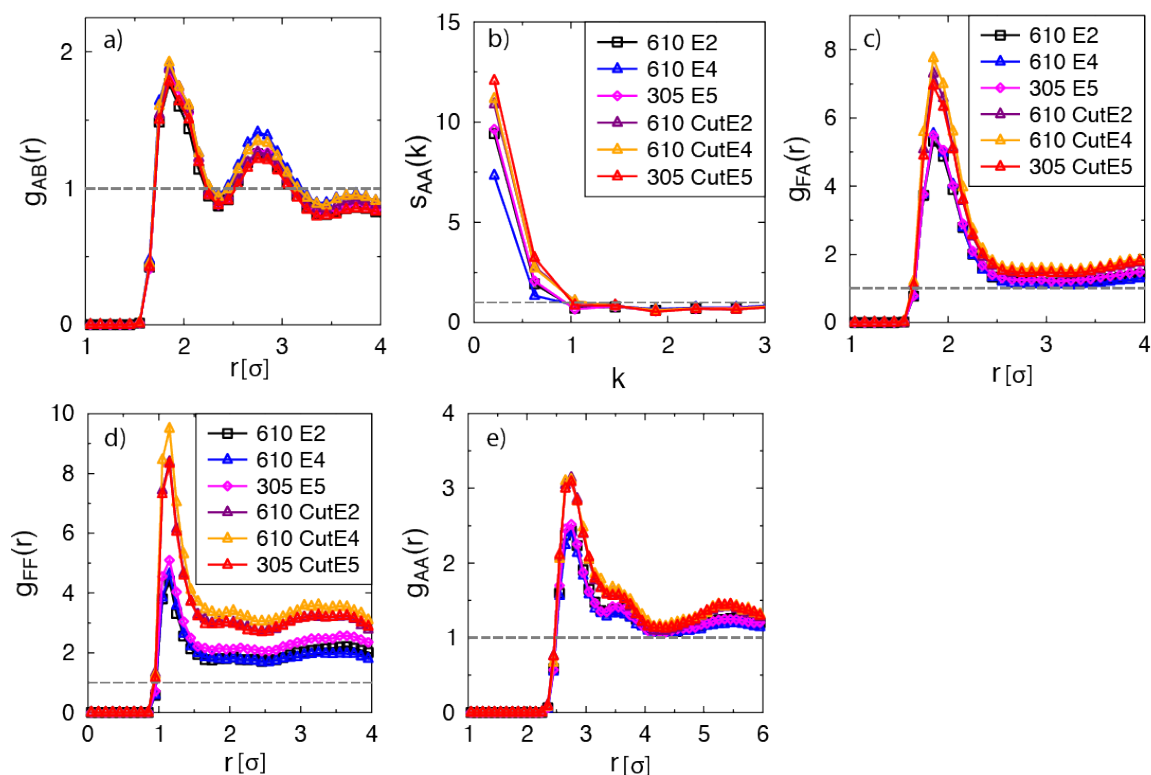 a)
g_AB(r)
2
1
0
1 2 3 4
r[σ]
b)
610 E2
610 E4
305 E5
610 CutE2
610 CutE4
305 CutE5
s_AA(k)
15
10
5
0
0 1 2 3
k
c)
610 E2
610 E4
305 E5
610 CutE2
610 CutE4
305 CutE5
g_FA(r)
8
6
4
2
0
1 2 3 4
r[σ]
d)
610 E2
610 E4
305 E5
610 CutE2
610 CutE4
305 CutE5
g_FF(r)
10
8
6
4
2
0
0 1 2 3 4
r[σ]
e)
g_AA(r)
4
3
2
1
0
1 2 3 4 5 6
r[σ]